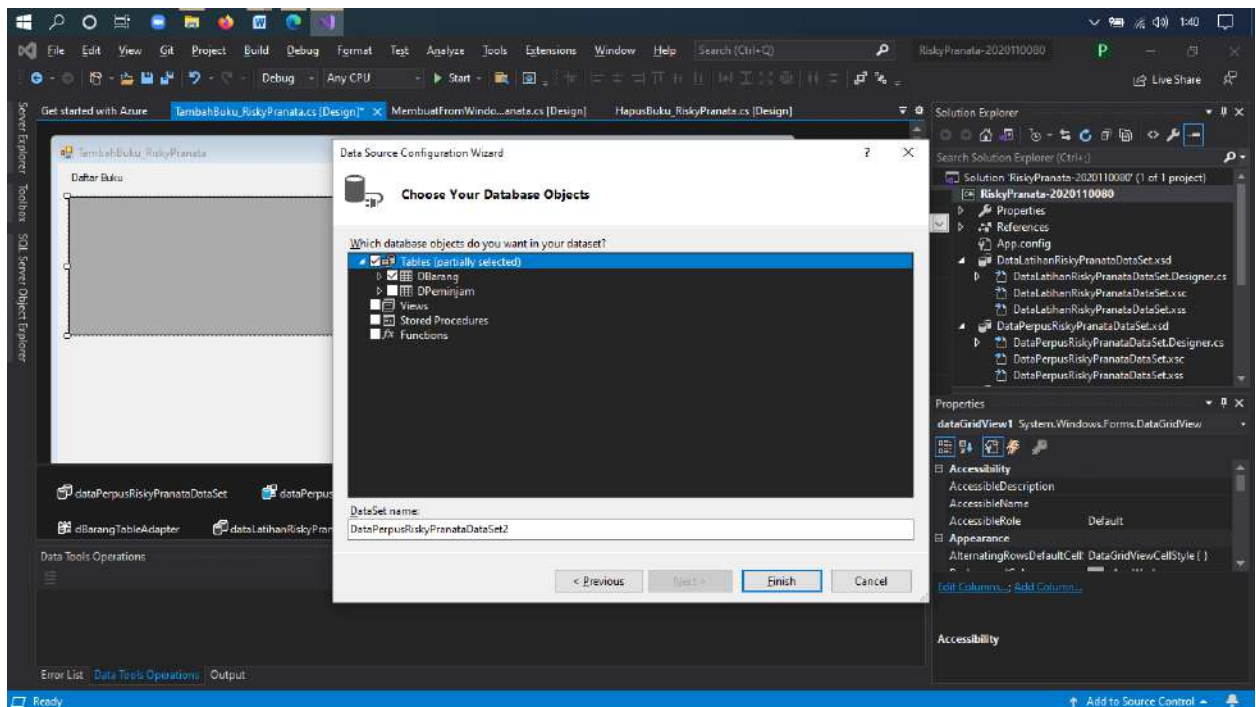 1:40
File Edit View Git Project Build Debug Format Test Analyze Tools Extensions Window Help Search (Ctrl+Q) RiskyPranata-2020110080 P
Debug Any CPU Start Live Share
Get started with Azure TambahBuku_RiskyPranata.cs [Design]* MembuatFromWindo...anata.cs [Design] HapusBuku_RiskyPranata.cs [Design]
Server Explorer Toolbox SQL Server Object Explorer
TambahBuku_RiskyPranata
Daftar Buku
Data Source Configuration Wizard ?
Choose Your Database Objects
Which database objects do you want in your dataset?
Tables (partially selected)
DBarang
DPeminjam
Views
Stored Procedures
fx Functions
DataSet name:
DataPerpusRiskyPranataDataSet2
< Previous Next > Finish Cancel
dataPerpusRiskyPranataDataSet dataPerpus
dBarangTableAdapter dataLatihanRiskyPran
Data Tools Operations
Error List Data Tools Operations Output
Solution Explorer
Search Solution Explorer (Ctrl+;)
Solution 'RiskyPranata-2020110080' (1 of 1 project)
RiskyPranata-2020110080
Properties
References
App.config
DataLatihanRiskyPranataDataSet.xsd
DataLatihanRiskyPranataDataSet.Designer.cs
DataLatihanRiskyPranataDataSet.xsc
DataLatihanRiskyPranataDataSet.xss
DataPerpusRiskyPranataDataSet.xsd
DataPerpusRiskyPranataDataSet.Designer.cs
DataPerpusRiskyPranataDataSet.xsc
DataPerpusRiskyPranataDataSet.xss
Properties
dataGridView1 System.Windows.Forms.DataGridView
Accessibility
AccessibleDescription
AccessibleName
AccessibleRole Default
Appearance
AlternatingRowsDefaultCell DataGridViewCellStyle { }
Edit Columns..., Add Column...
Accessibility
Ready Add to Source Control